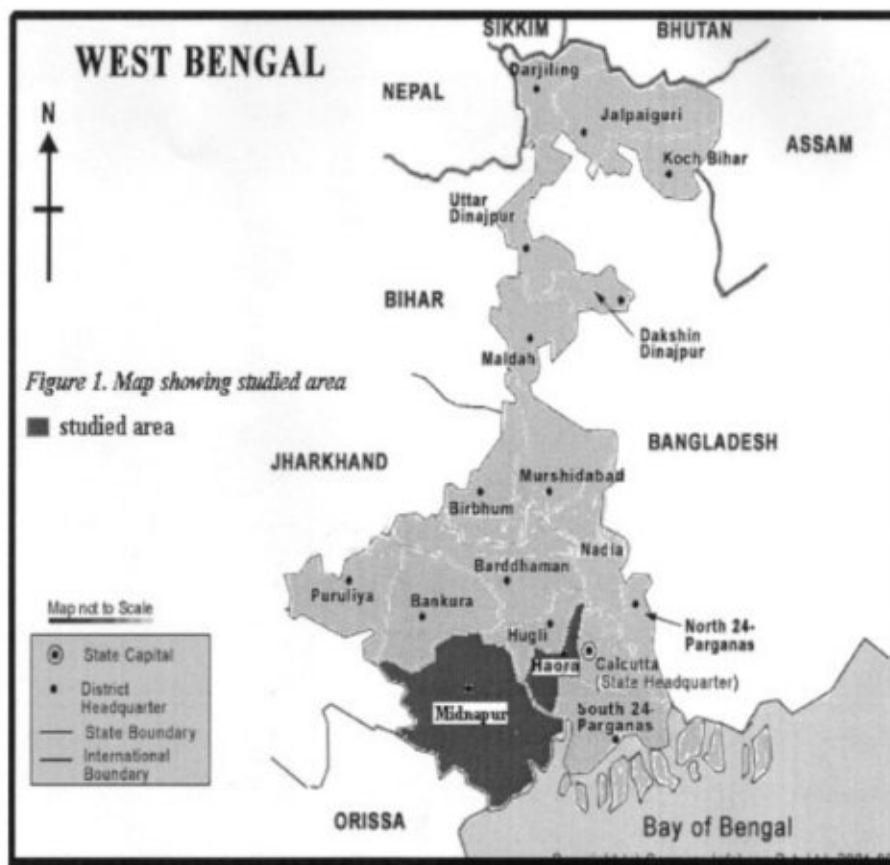 SIKKIM
BHUTAN
WEST BENGAL
Darjiling
NEPAL
N
Jalpaiguri
ASSAM
Koch Bihar
Uttar
Dinajpur
BIHAR
Dakshin
Dinajpur
Maldah
Figure 1. Map showing studied area
studied area
BANGLADESH
JHARKHAND
Murshidabad
Birbhum
Nadia
Barddhaman
Puruliya
Bankura
Map not to Scale
Hugli
North 24-
Parganas
State Capital
Haora
Calcutta
(State Headquarter)
District
Headquarter
Midnapur
South 24-
Parganas
State Boundary
International
Boundary
ORISSA
Bay of Bengal